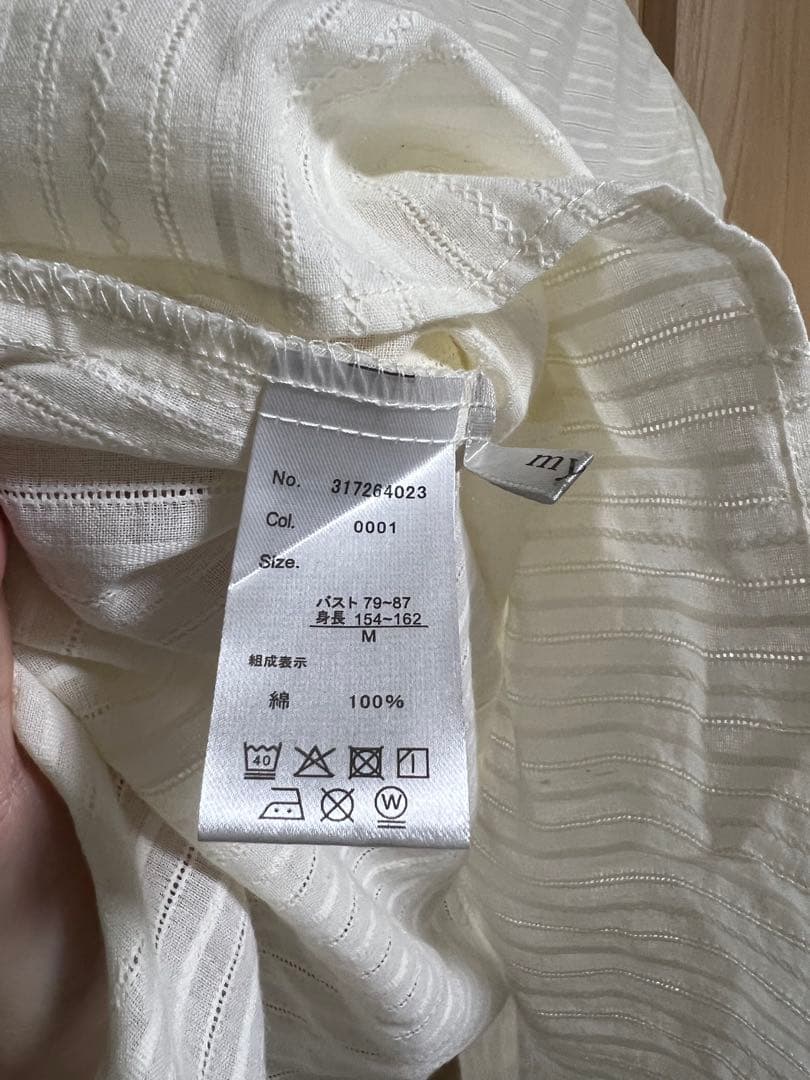 No. 317264023
Col. 0001
Size.
バスト 79~87
身長 154~162
M
組成表示
綿 100%
40
W
my